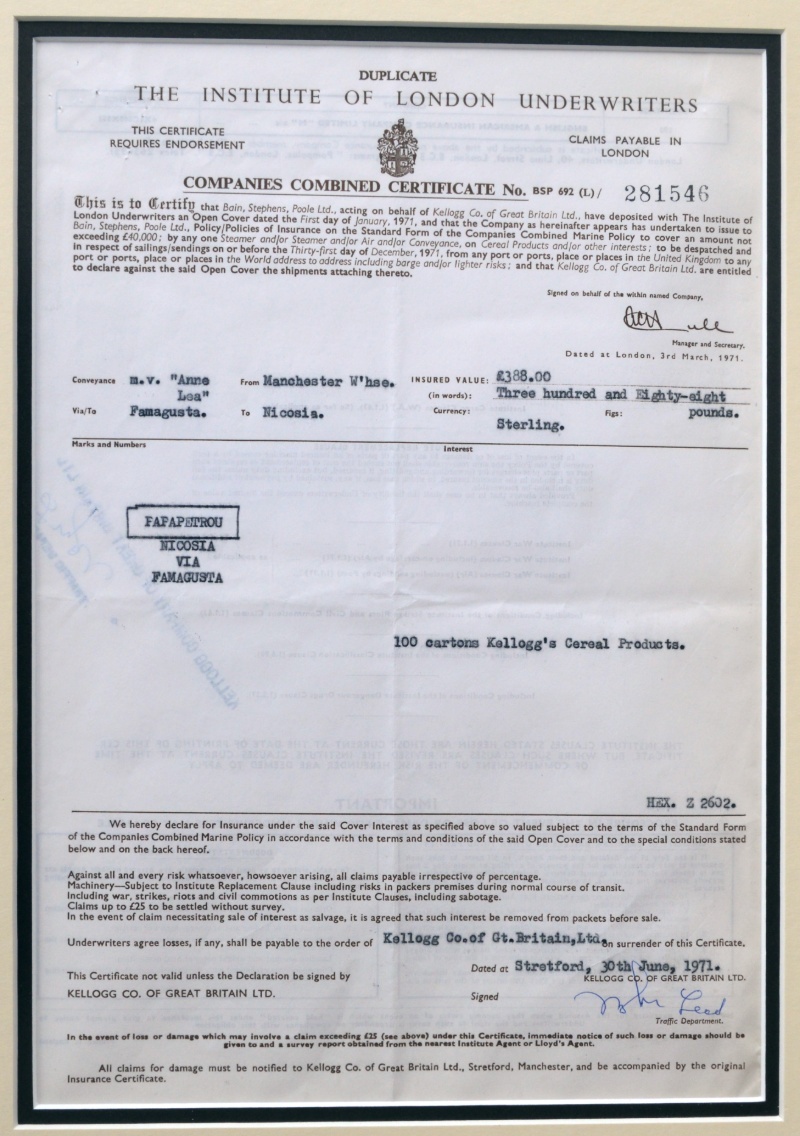 DUPLICATE
THE INSTITUTE OF LONDON UNDERWRITERS
THIS CERTIFICATE
REQUIRES ENDORSEMENT
CLAIMS PAYABLE IN
LONDON
COMPANIES COMBINED CERTIFICATE No. BSP 692 (L) / 281546
This is to Certify that Bain, Stephens, Poole Ltd., acting on behalf of Kellogg Co. of Great Britain Ltd., have deposited with The Institute of
London Underwriters an Open Cover dated the First day of January, 1971, and that the Company as hereinafter appears has undertaken to issue to
Bain, Stephens, Poole Ltd., Policy/Policies of Insurance on the Standard Form of the Companies Combined Marine Policy to cover an amount not
exceeding £40,000; by any one Steamer and/or Steamer and/or Air and/or Conveyance, on Cereal Products and/or other interests; to be despatched and
in respect of sailings/sendings on or before the Thirty-first day of December, 1971, from any port or ports, place or places in the United Kingdom to any
port or ports, place or places in the World address to address including barge and/or lighter risks; and that Kellogg Co. of Great Britain Ltd. are entitled
to declare against the said Open Cover the shipments attaching thereto.
Signed on behalf of the within named Company,
Manager and Secretary.
Dated at London, 3rd March, 1971.
Conveyance m.v. "Anne From Manchester W'hse. INSURED VALUE: £388.00
Lea" (in words): Three hundred and Eighty-eight
Via/To Famagusta. To Nicosia. Currency: Figs: pounds.
Sterling.
Marks and Numbers Interest
PAPAPETROU
NICOSIA
VIA
FAMAGUSTA
100 cartons Kellogg's Cereal Products.
HEX. Z 2602.
We hereby declare for Insurance under the said Cover Interest as specified above so valued subject to the terms of the Standard Form
of the Companies Combined Marine Policy in accordance with the terms and conditions of the said Open Cover and to the special conditions stated
below and on the back hereof.
Against all and every risk whatsoever, howsoever arising, all claims payable irrespective of percentage.
Machinery—Subject to Institute Replacement Clause including risks in packers premises during normal course of transit.
Including war, strikes, riots and civil commotions as per Institute Clauses, including sabotage.
Claims up to £25 to be settled without survey.
In the event of claim necessitating sale of interest as salvage, it is agreed that such interest be removed from packets before sale.
Underwriters agree losses, if any, shall be payable to the order of Kellogg Co.of Gt.Britain,Ltd. on surrender of this Certificate.
Dated at Stretford, 30th June, 1971.
This Certificate not valid unless the Declaration be signed by
KELLOGG CO. OF GREAT BRITAIN LTD.
KELLOGG CO. OF GREAT BRITAIN LTD.
Signed
Traffic Department.
In the event of loss or damage which may involve a claim exceeding £25 (see above) under this Certificate, immediate notice of such loss or damage should be
given to and a survey report obtained from the nearest Institute Agent or Lloyd's Agent.
All claims for damage must be notified to Kellogg Co. of Great Britain Ltd., Stretford, Manchester, and be accompanied by the original
Insurance Certificate.